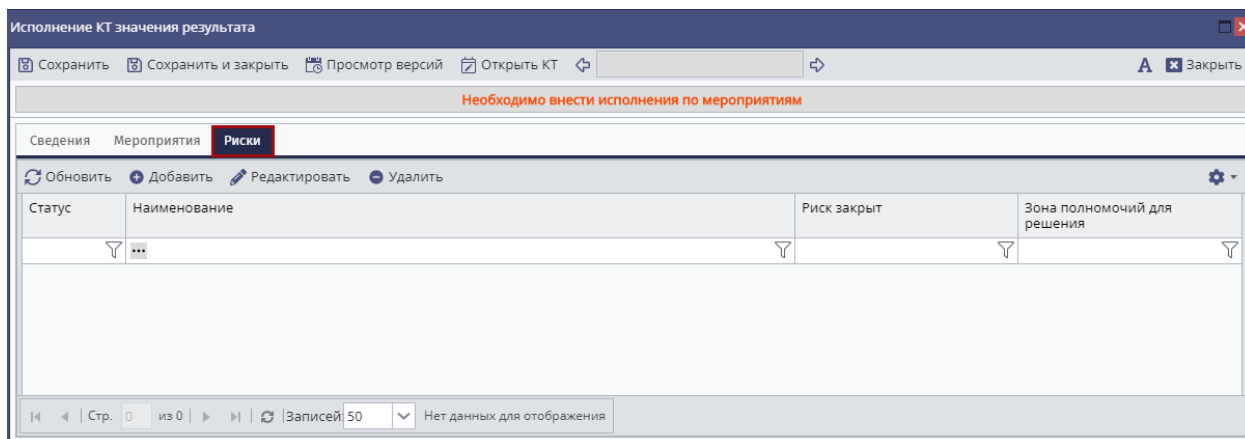 Исполнение КТ значения результата
Сохранить Сохранить и закрыть Просмотр версий Открыть КТ A Закрыть
Необходимо внести исполнения по мероприятиям
Сведения Мероприятия Риски
Обновить Добавить Редактировать Удалить
Статус Наименование Риск закрыт Зона полномочий для
решения
...
Стр. 0 из 0 Записей: 50 Нет данных для отображения